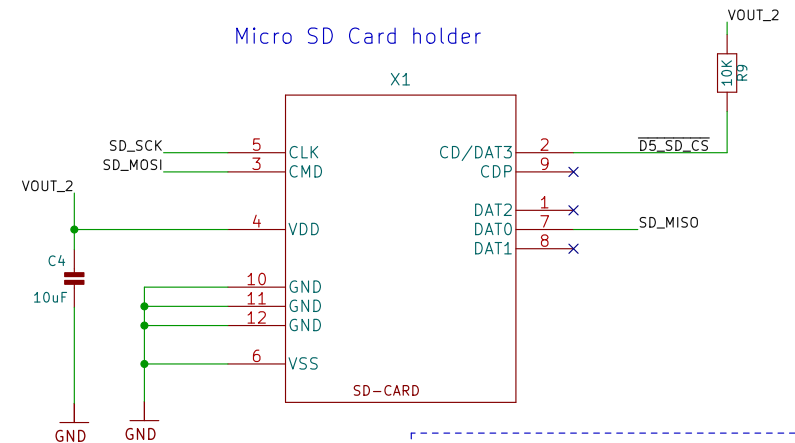 VOUT_2
Micro SD Card holder
10K
R9
X1
SD_SCK 5 CLK CD/DAT3 2 D5_SD_CS
SD_MOSI 3 CMD CDP 9
VOUT_2
DAT2 1
4 VDD DAT0 7 SD_MISO
DAT1 8
C4
10uF
10 GND
11 GND
12 GND
6 VSS
SD-CARD
GND
GND